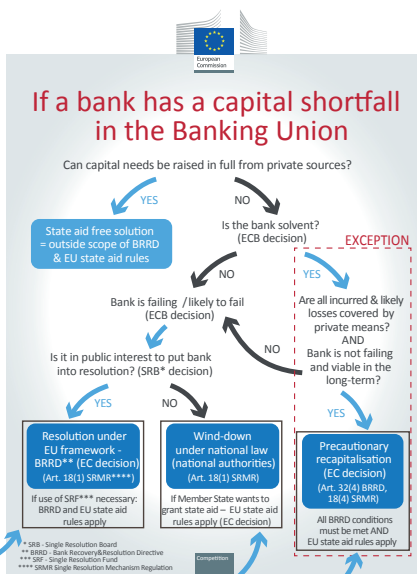 European
Commission
If a bank has a capital shortfall
in the Banking Union
Can capital needs be raised in full from private sources?
YES
NO
State aid free solution
= outside scope of BRRD
& EU state aid rules
Is the bank solvent?
(ECB decision)
EXCEPTION
NO
YES
Bank is failing /likely to fail
(ECB decision)
Are all incurred & likely
losses covered by
private means?
AND
Bank is not failing
and viable in the
long-term?
NO
Is it in public interest to put bank
into resolution? (SRB* decision)
YES
NO
YES
Resolution under
EU framework -
BRRD** (EC decision)
(Art. 18(1) SRMR****)
If use of SRF*** necessary:
BRRD and EU state aid
rules apply
Wind-down
under national law
(national authorities)
(Art. 18(1) SRMR)
If Member State wants to
grant state aid – EU state aid
rules apply (EC decision)
Precautionary
recapitalisation
(EC decision)
(Art. 32(4) BRRD,
18(4) SRMR)
All BRRD conditions
must be met AND
EU state aid rules apply
* SRB - Single Resolution Board
** BRRD - Bank Recovery&Resolution Directive
*** SRF - Single Resolution Fund
**** SRMR Single Resolution Mechanism Regulation
Competition